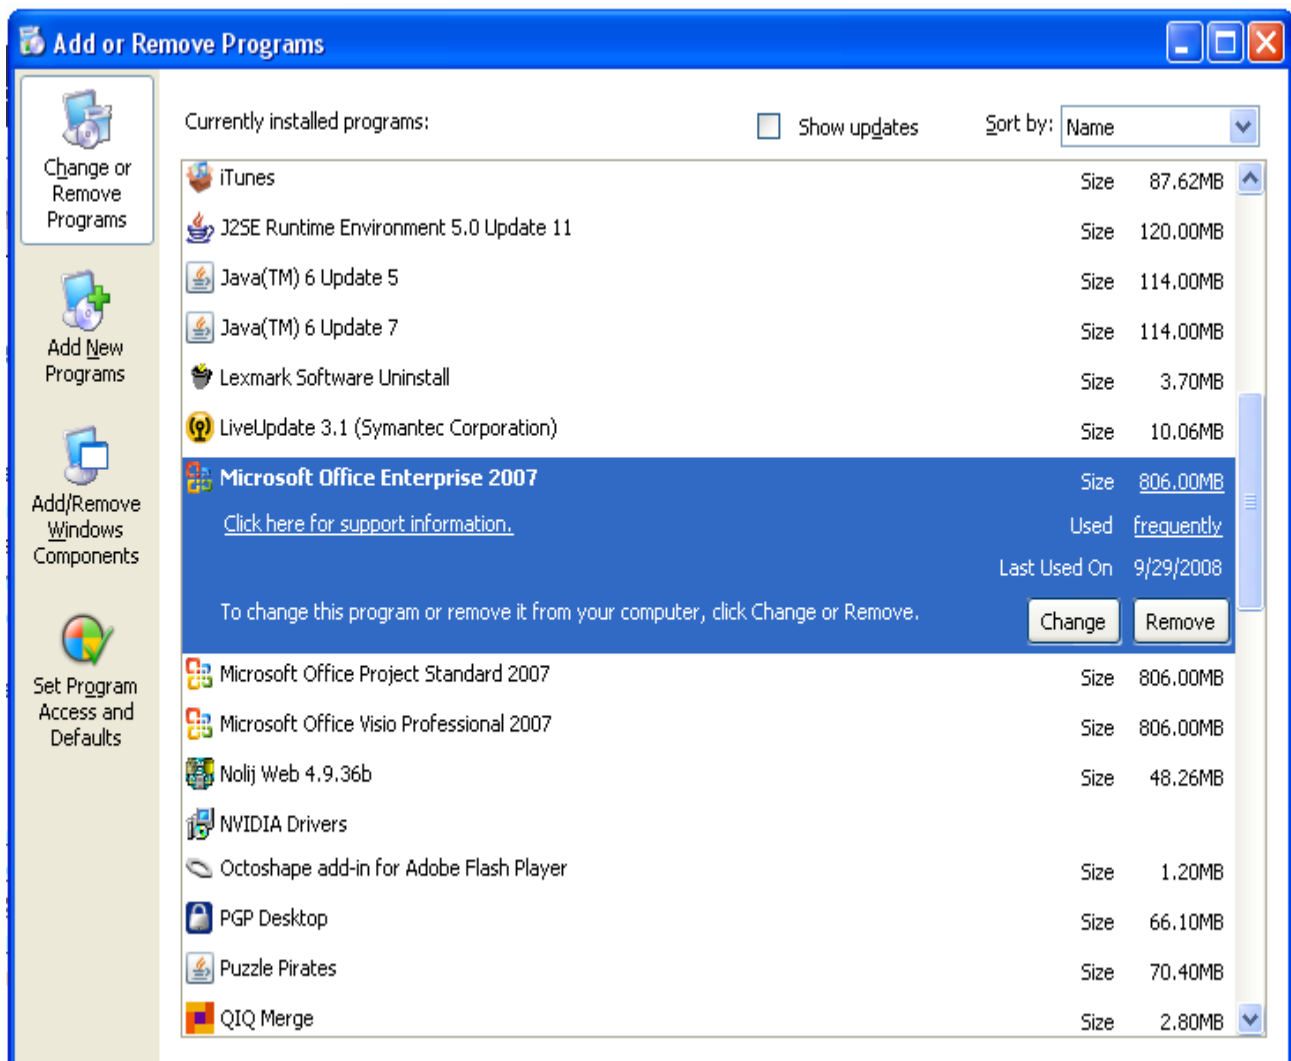 Add or Remove Programs
Change or
Remove
Programs
Add New
Programs
Add/Remove
Windows
Components
Set Program
Access and
Defaults
Currently installed programs:
Show updates
Sort by: Name
iTunes Size 87.62MB
J2SE Runtime Environment 5.0 Update 11 Size 120.00MB
Java(TM) 6 Update 5 Size 114.00MB
Java(TM) 6 Update 7 Size 114.00MB
Lexmark Software Uninstall Size 3.70MB
LiveUpdate 3.1 (Symantec Corporation) Size 10.06MB
Microsoft Office Enterprise 2007 Size 806.00MB
Click here for support information. Used frequently
Last Used On 9/29/2008
To change this program or remove it from your computer, click Change or Remove. Change Remove
Microsoft Office Project Standard 2007 Size 806.00MB
Microsoft Office Visio Professional 2007 Size 806.00MB
Nolij Web 4.9.36b Size 48.26MB
NVIDIA Drivers
Octoshape add-in for Adobe Flash Player Size 1.20MB
PGP Desktop Size 66.10MB
Puzzle Pirates Size 70.40MB
QIQ Merge Size 2.80MB